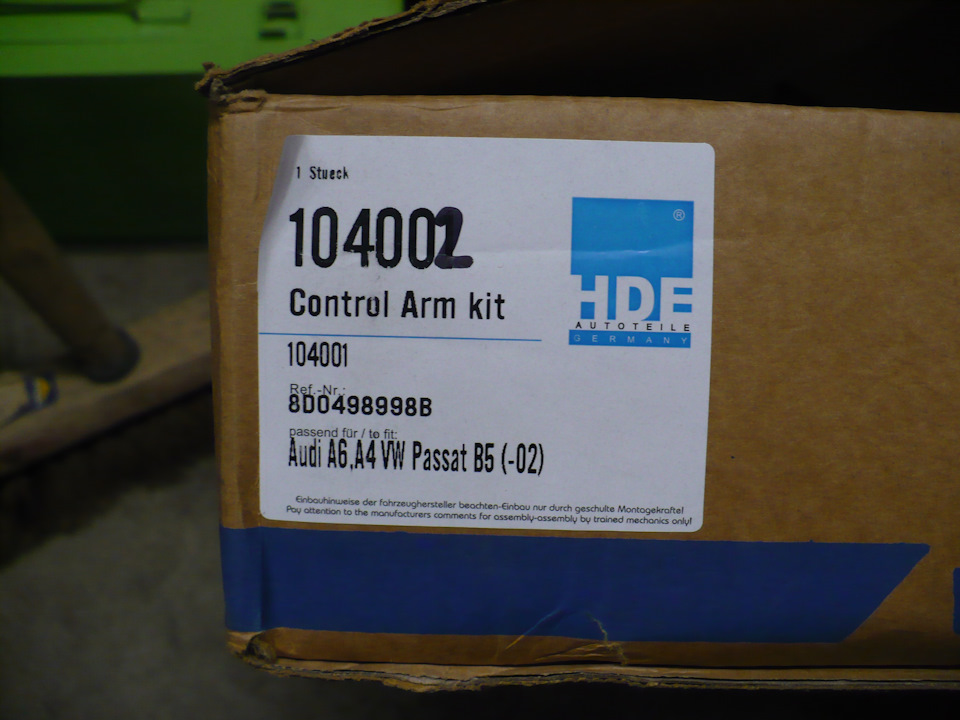 1 Stueck
104002
Control Arm kit
104001
Ref.-Nr.:
8D0498998B
passend für / to fit:
Audi A6,A4 VW Passat B5 (-02)
Einbauhinweise der fahrzeughersteller beachten-Einbau nur durch geschulte Montagekräfte!
Pay attention to the manufacturers comments for assembly-assembly by trained mechanics only!
®
HDE
AUTOTEILE
GERMANY